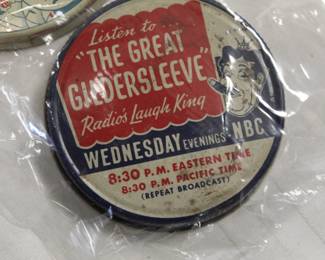 Listen to...
"THE GREAT
GILDERSLEEVE"
Radio's Laugh King
WEDNESDAY EVENINGS-NBC
8:30 P.M. EASTERN TIME
8:30 P.M. PACIFIC TIME
(REPEAT BROADCAST)